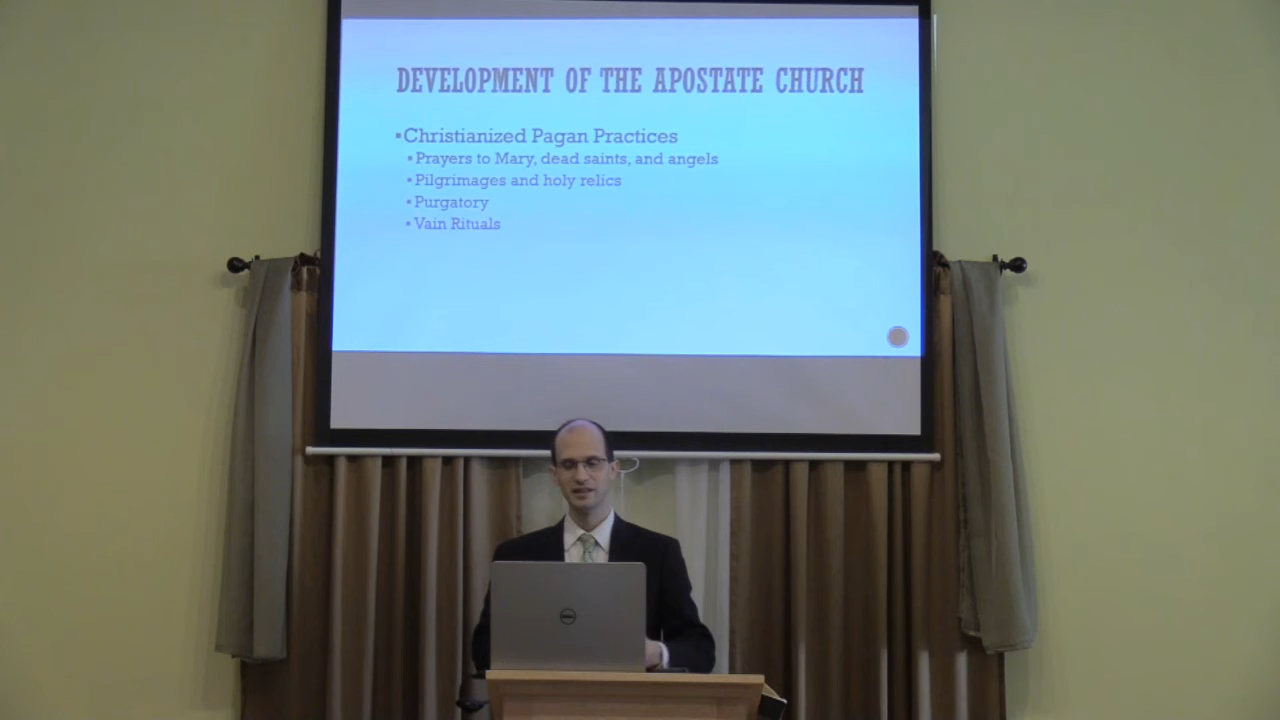 DEVELOPMENT OF THE APOSTATE CHURCH
▪Christianized Pagan Practices
▪Prayers to Mary, dead saints, and angels
▪Pilgrimages and holy relics
▪Purgatory
▪Vain Rituals
DELL